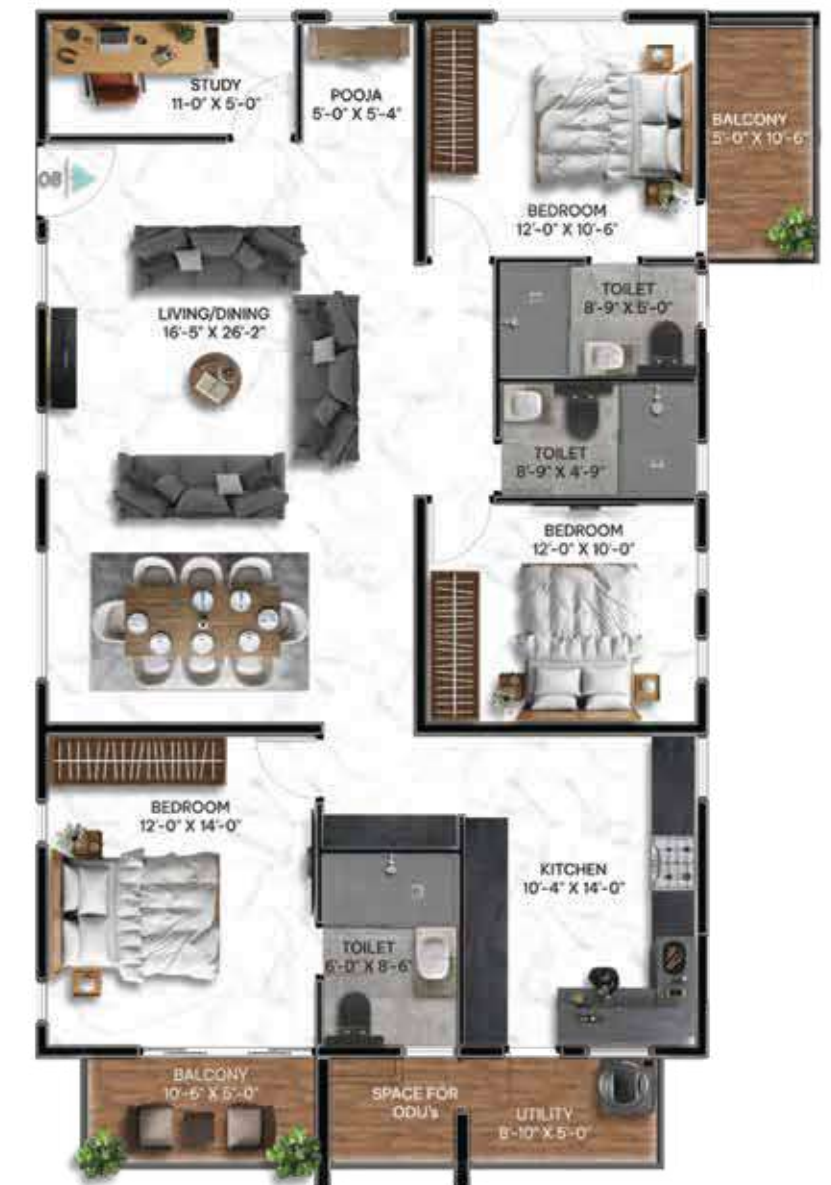 STUDY
11'-0" X 5'-0"
POOJA
5'-0" X 5'-4"
BALCONY
5'-0" X 10'-6"
BEDROOM
12'-0" X 10'-6"
08
TOILET
8'-9" X 5'-0"
LIVING/DINING
16'-5" X 26'-2"
TOILET
8'-9" X 4'-9"
BEDROOM
12'-0" X 10'-0"
BEDROOM
12'-0" X 14'-0"
KITCHEN
10'-4" X 14'-0"
TOILET
6'-0" X 8'-6"
BALCONY
10'-6" X 5'-0"
SPACE FOR
ODU's
UTILITY
8'-10" X 5'-0"